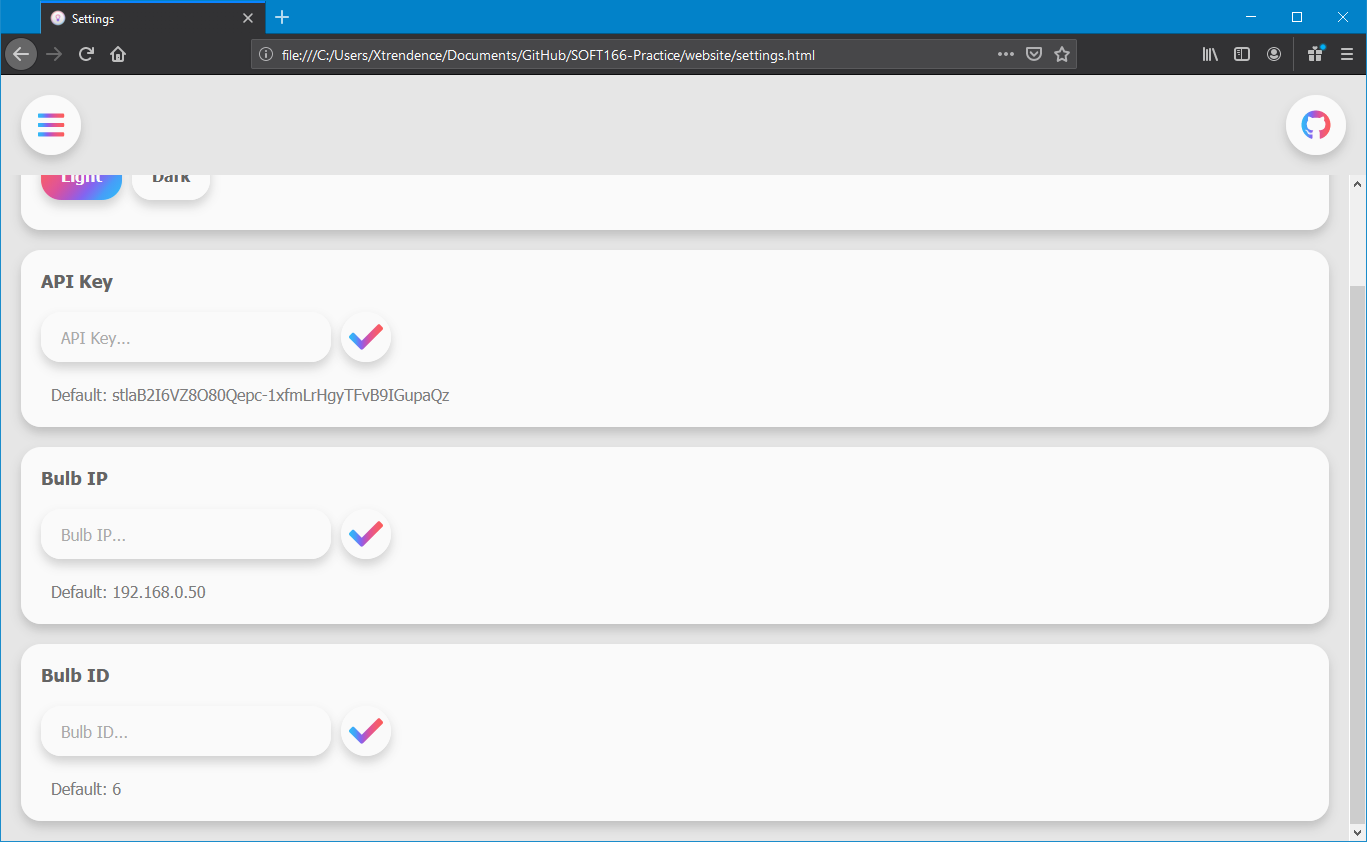 Settings
file:///C:/Users/Xtrendence/Documents/GitHub/SOFT166-Practice/website/settings.html
Light Dark
API Key
API Key...
Default: stlaB2I6VZ8O80Qepc-1xfmLrHgyTFvB9IGupaQz
Bulb IP
Bulb IP...
Default: 192.168.0.50
Bulb ID
Bulb ID...
Default: 6